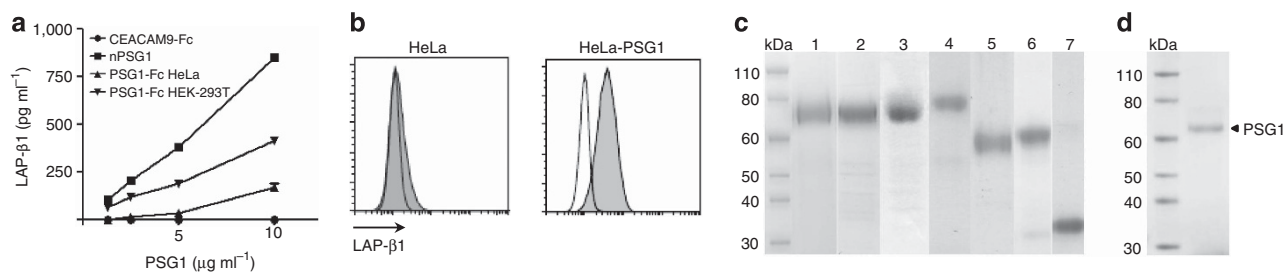 a
LAP-β1 (pg ml⁻¹)
1,000
750
500
250
CEACAM9-Fc
nPSG1
PSG1-Fc HeLa
PSG1-Fc HEK-293T
5 10
PSG1 (μg ml⁻¹)
b
HeLa
HeLa-PSG1
LAP-β1
c
kDa 1 2 3 4 5 6 7
110
80
60
50
40
30
d
kDa
110
80
60
50
40
30
PSG1